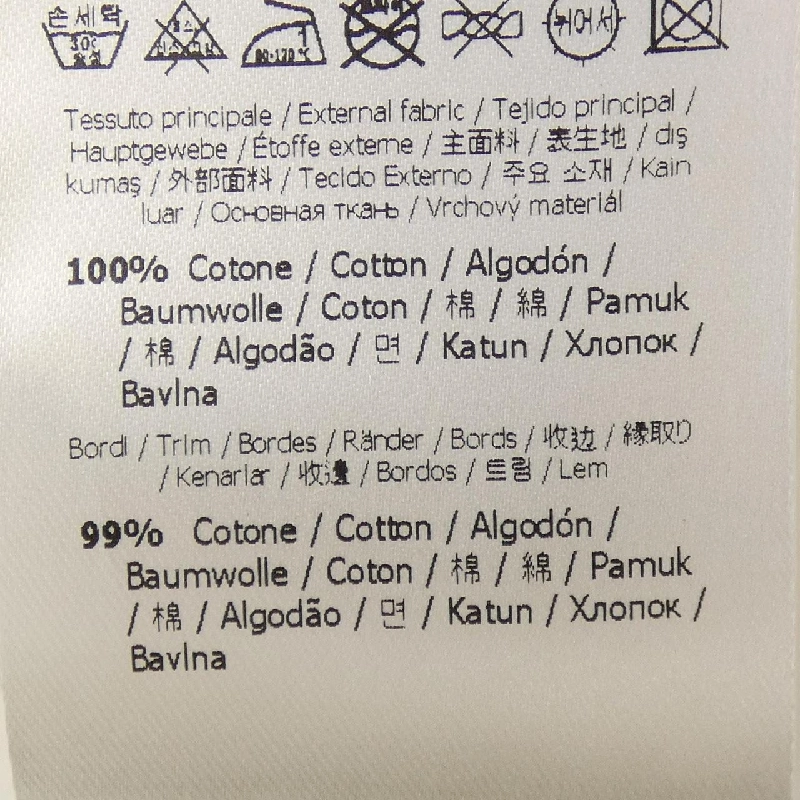 손세탁
30℃
중성
80-120℃
뉘어서
Tessuto principale / External fabric / Tejido principal /
Hauptgewebe / Étoffe externe / 主面料 / 表生地 / dış
kumaş / 外部面料 / Tecido Externo / 주요 소재 / Kain
luar / Основная ткань / Vrchový materiál
100% Cotone / Cotton / Algodón /
Baumwolle / Coton / 棉 / 綿 / Pamuk
/ 棉 / Algodão / 면 / Katun / Хлопок /
Bavlna
Bordi / Trim / Bordes / Ränder / Bords / 收边 / 縁取り
/ Kenarlar / 收邊 / Bordos / 트림 / Lem
99% Cotone / Cotton / Algodón /
Baumwolle / Coton / 棉 / 綿 / Pamuk
/ 棉 / Algodão / 면 / Katun / Хлопок /
Bavlna